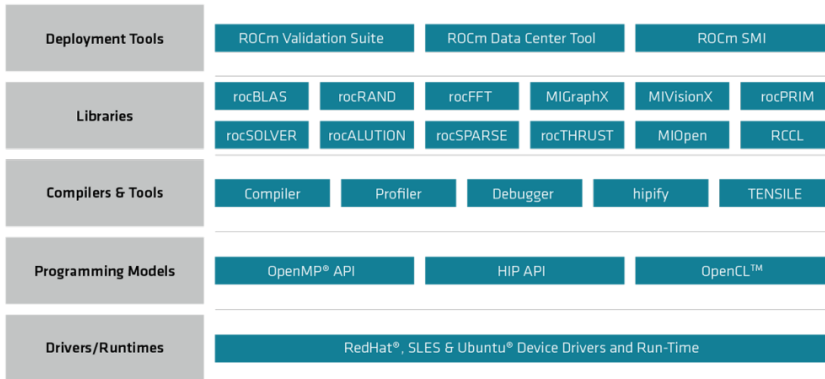 Deployment Tools
ROCm Validation Suite ROCm Data Center Tool ROCm SMI
Libraries
rocBLAS rocRAND rocFFT MIGraphX MIVisionX rocPRIM
rocSOLVER rocALUTION rocSPARSE rocTHRUST MIOpen RCCL
Compilers & Tools
Compiler Profiler Debugger hipify TENSILE
Programming Models
OpenMP® API HIP API OpenCL™
Drivers/Runtimes
RedHat®, SLES & Ubuntu® Device Drivers and Run-Time